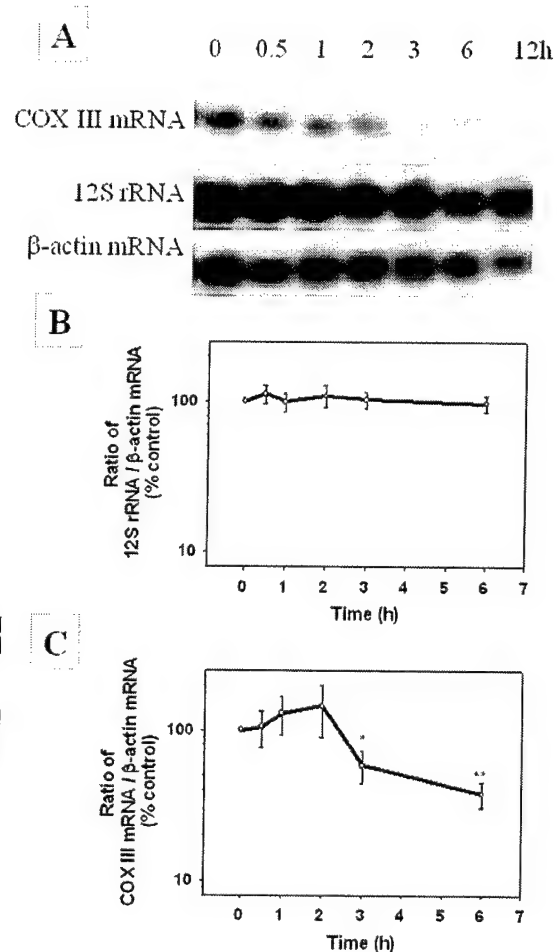 A
0 0.5 1 2 3 6 12h
COX III mRNA
12S rRNA
β-actin mRNA
B
Ratio of
12S rRNA / β-actin mRNA
(% control)
100
10
0 1 2 3 4 5 6 7
Time (h)
C
Ratio of
COX III mRNA / β-actin mRNA
(% control)
100
10
*
**
0 1 2 3 4 5 6 7
Time (h)